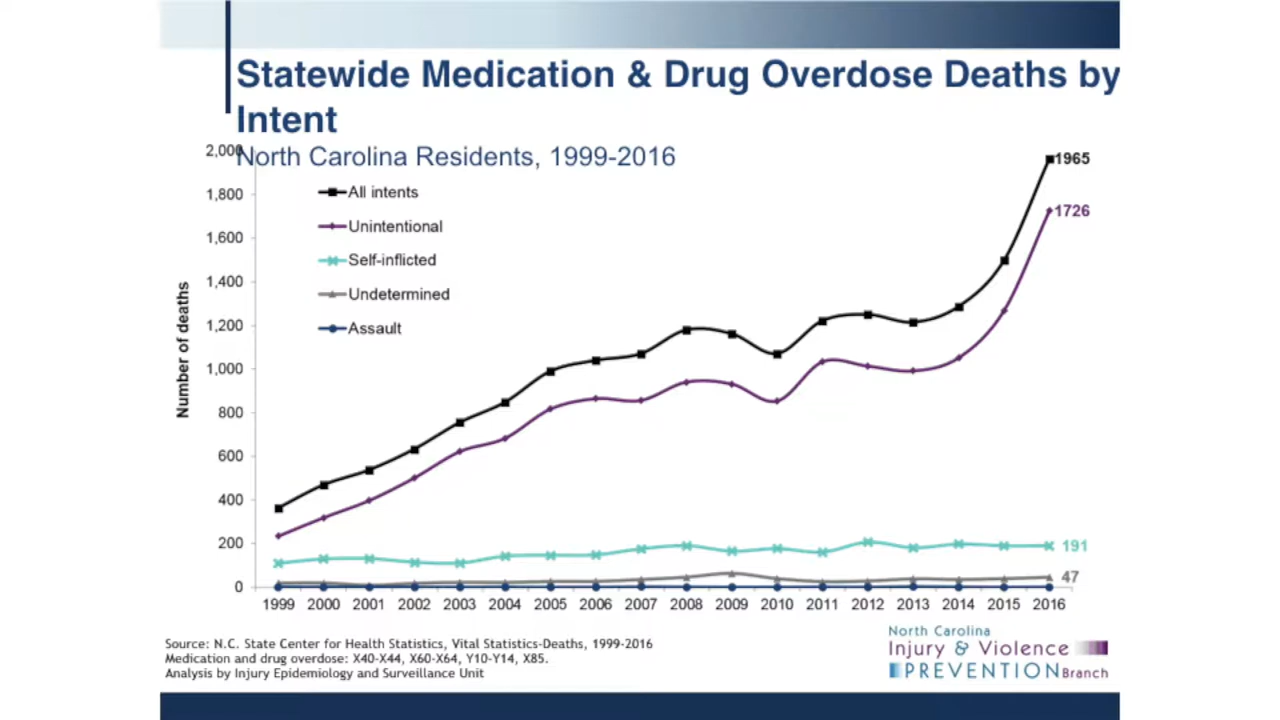 Statewide Medication & Drug Overdose Deaths by
Intent
North Carolina Residents, 1999-2016
2,000
1,800
1,600
1,400
1,200
1,000
800
600
400
200
0
Number of deaths
All intents
Unintentional
Self-inflicted
Undetermined
Assault
1965
1726
191
47
1999 2000 2001 2002 2003 2004 2005 2006 2007 2008 2009 2010 2011 2012 2013 2014 2015 2016
Source: N.C. State Center for Health Statistics, Vital Statistics-Deaths, 1999-2016
Medication and drug overdose: X40-X44, X60-X64, Y10-Y14, X85.
Analysis by Injury Epidemiology and Surveillance Unit
North Carolina
Injury & Violence
PREVENTION Branch